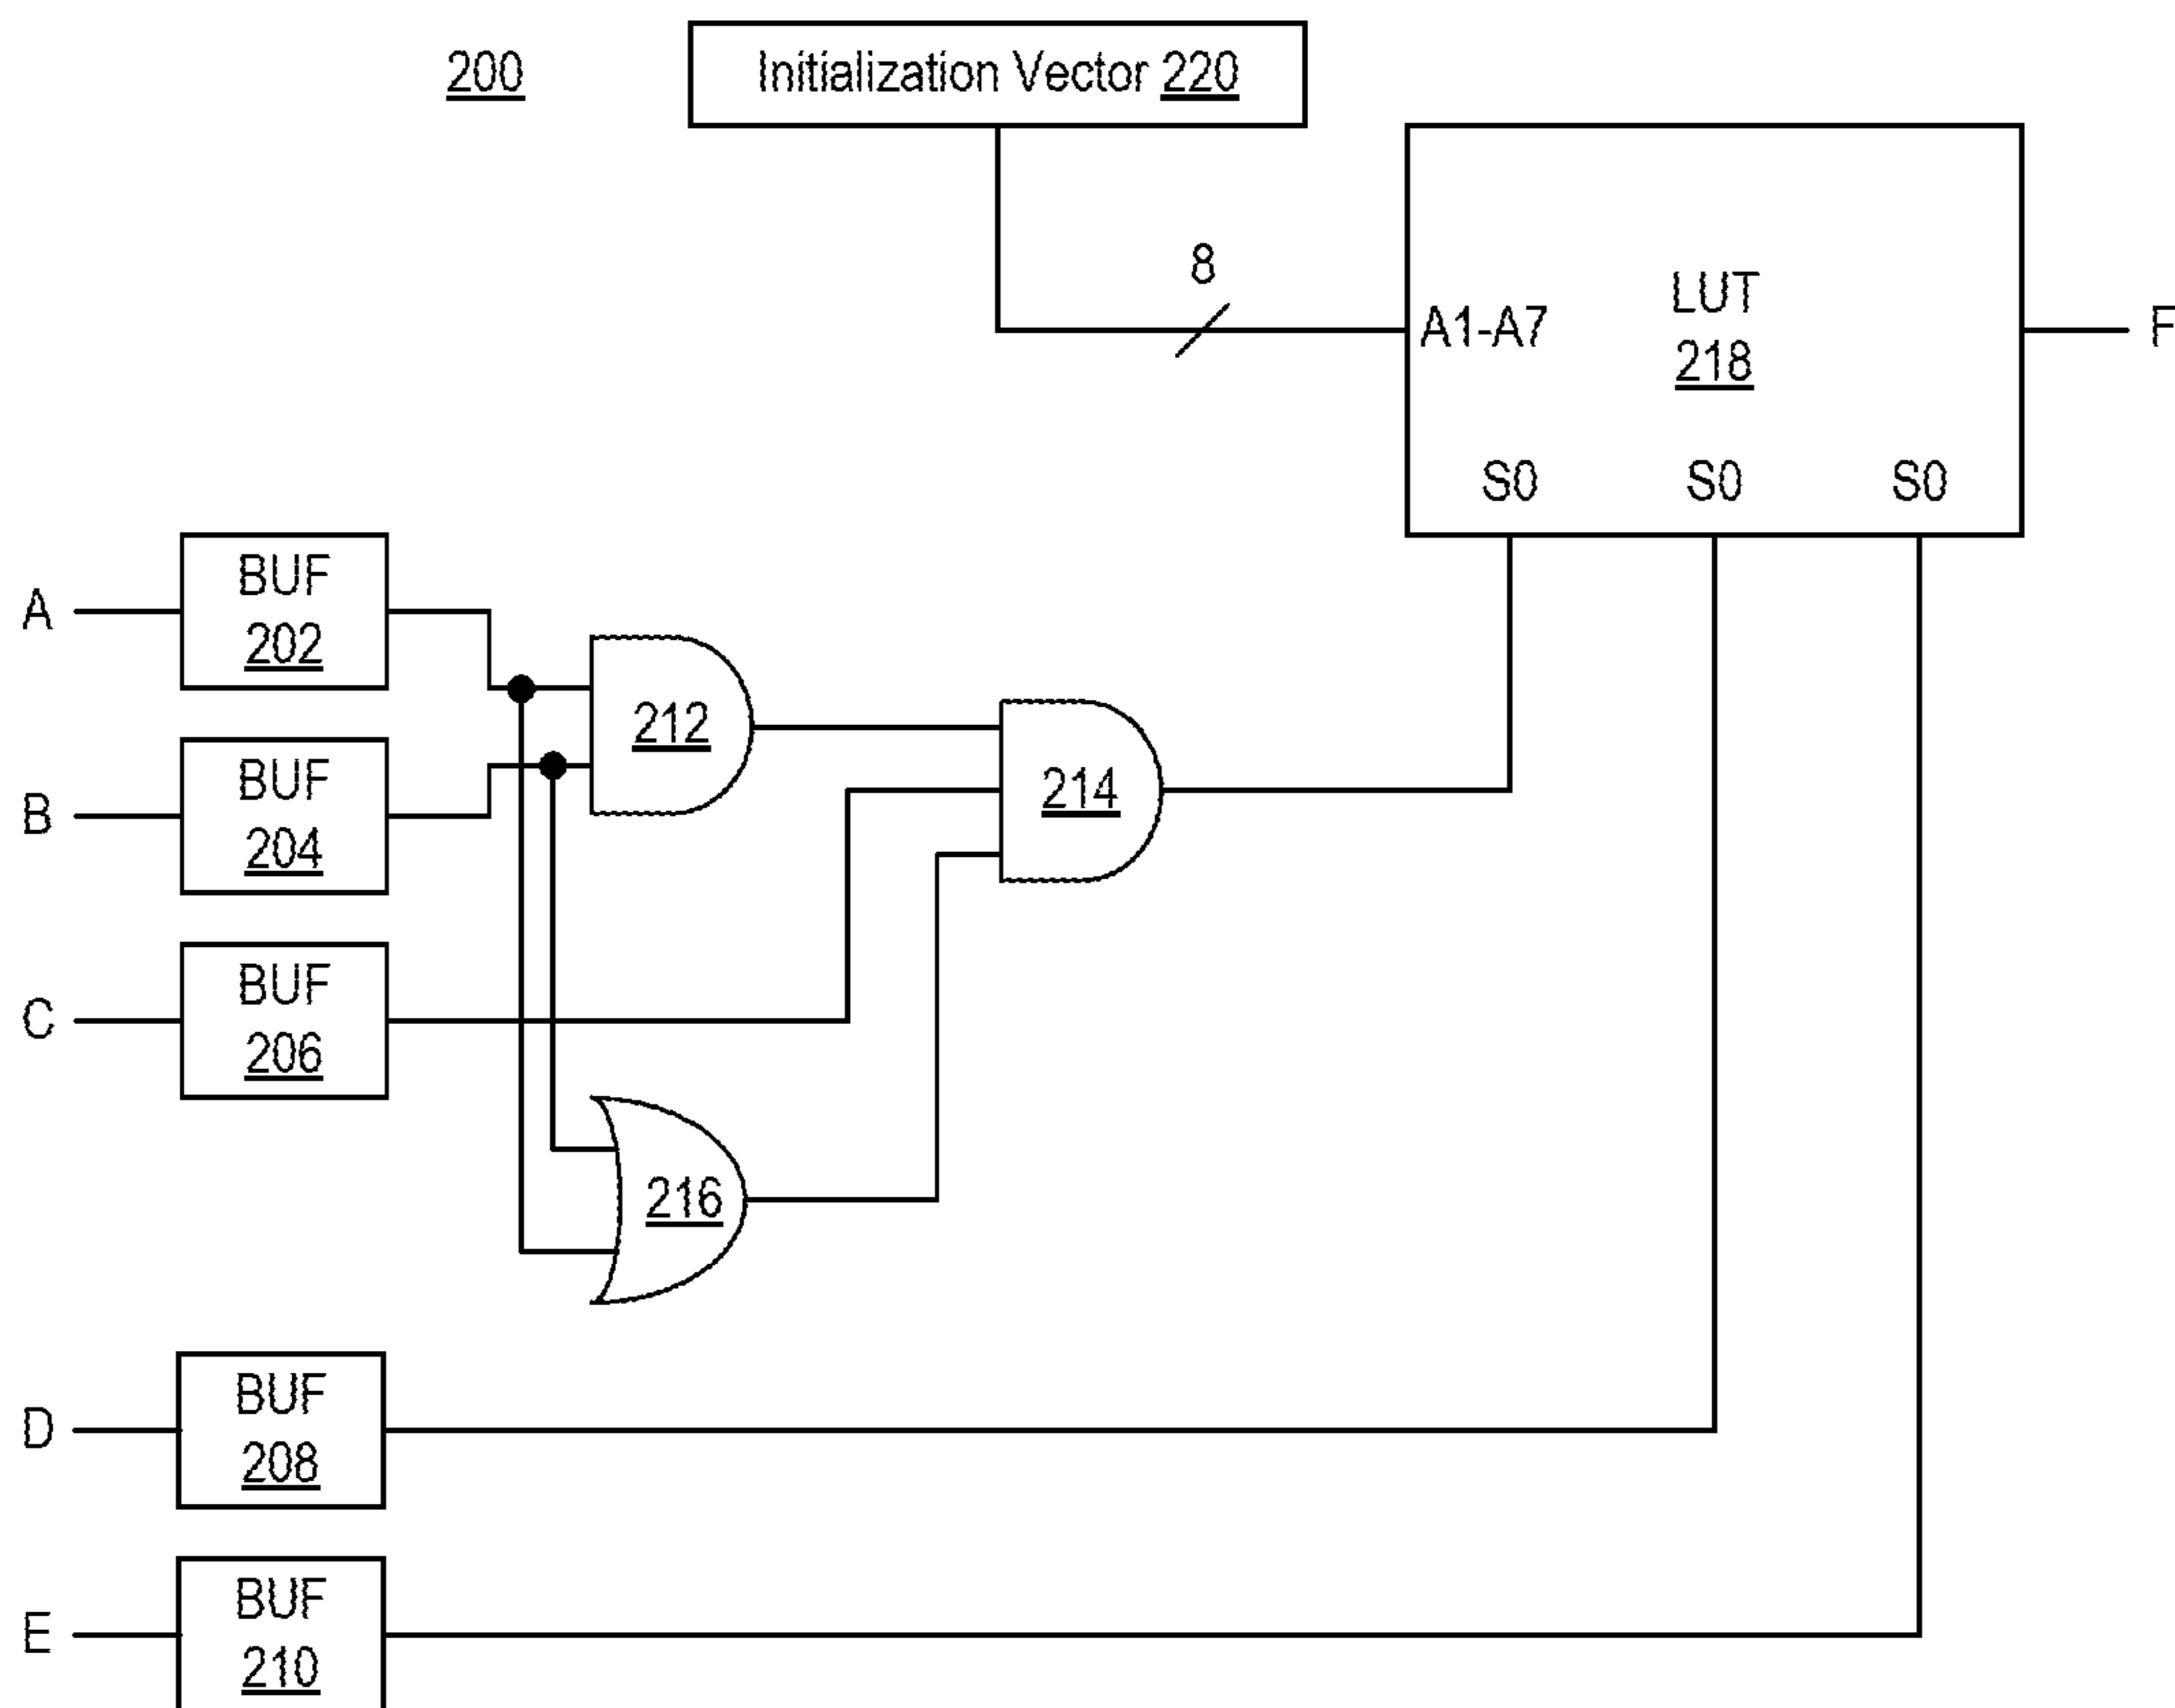 200
Initialization Vector 220
8
A1-A7
LUT
218
F
S0 S0 S0
A
BUF
202
212
B
BUF
204
214
C
BUF
206
216
D
BUF
208
E
BUF
210